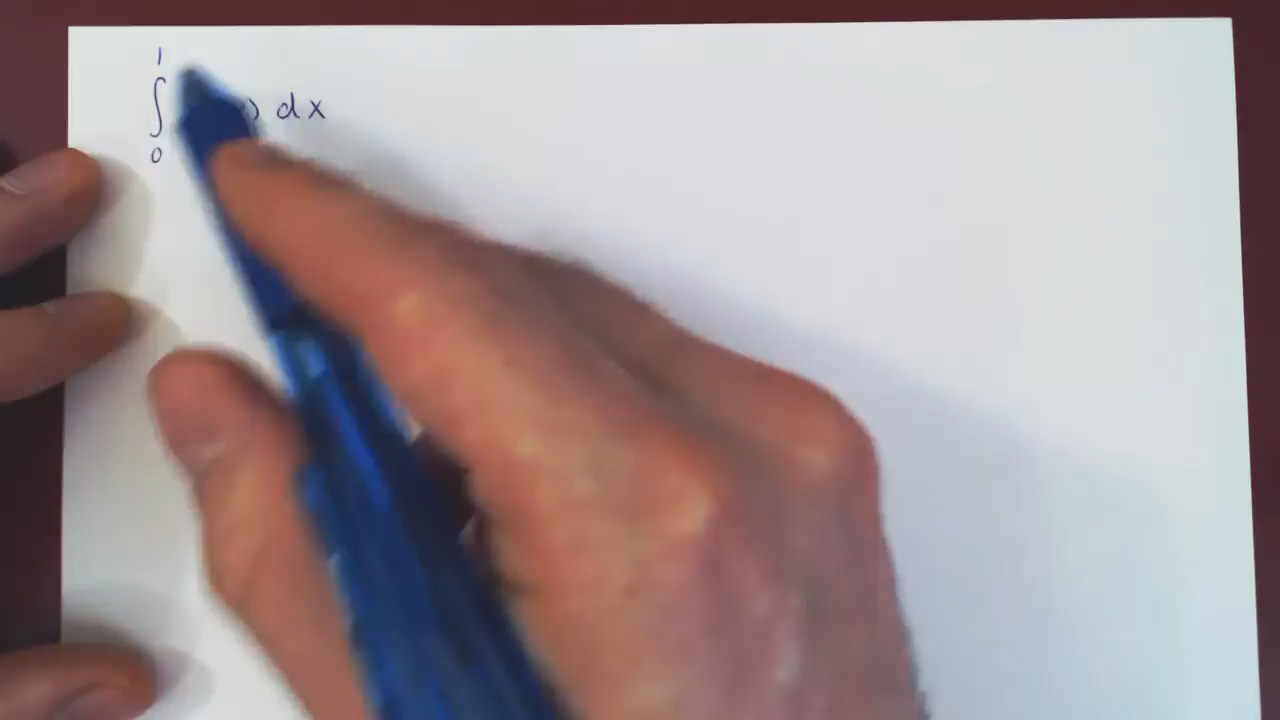 ∫₀¹ ) dx